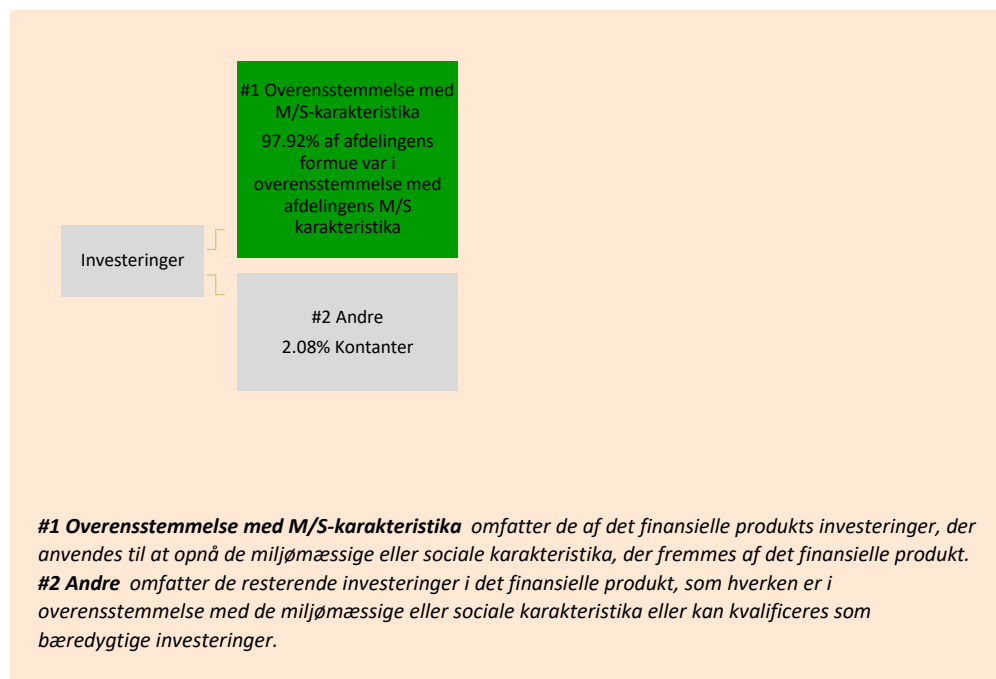 #1 Overensstemmelse med
M/S-karakteristika
97.92% af afdelingens
formue var i
overensstemmelse med
afdelingens M/S
karakteristika
Investeringer
#2 Andre
2.08% Kontanter
#1 Overensstemmelse med M/S-karakteristika omfatter de af det finansielle produkts investeringer, der
anvendes til at opnå de miljømæssige eller sociale karakteristika, der fremmes af det finansielle produkt.
#2 Andre omfatter de resterende investeringer i det finansielle produkt, som hverken er i
overensstemmelse med de miljømæssige eller sociale karakteristika eller kan kvalificeres som
bæredygtige investeringer.